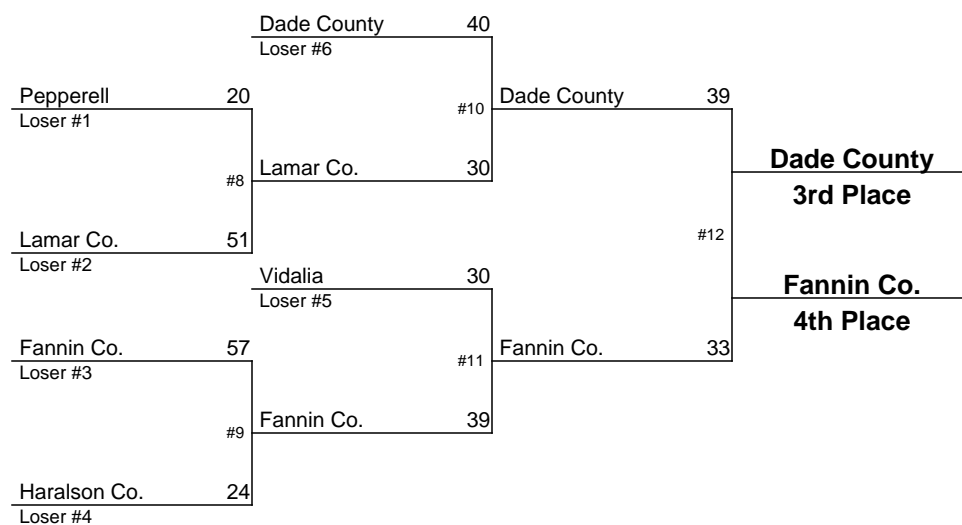 Dade County 40
Loser #6
Pepperell 20
Loser #1
#10
Dade County 39
Dade County
3rd Place
#8
Lamar Co. 30
Lamar Co. 51
Loser #2
#12
Vidalia 30
Loser #5
Fannin Co.
4th Place
Fannin Co. 57
Loser #3
#11
Fannin Co. 33
#9
Fannin Co. 39
Haralson Co. 24
Loser #4